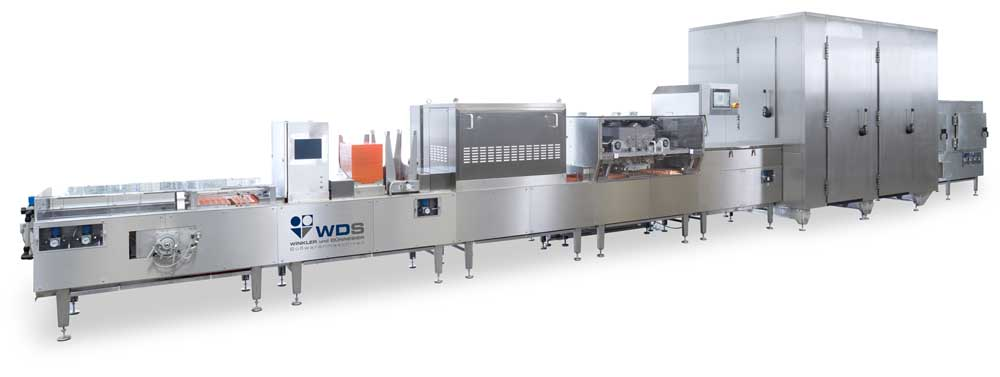 WDS
WINKLER und DÜNNEBIER
Süßwarenmaschinen